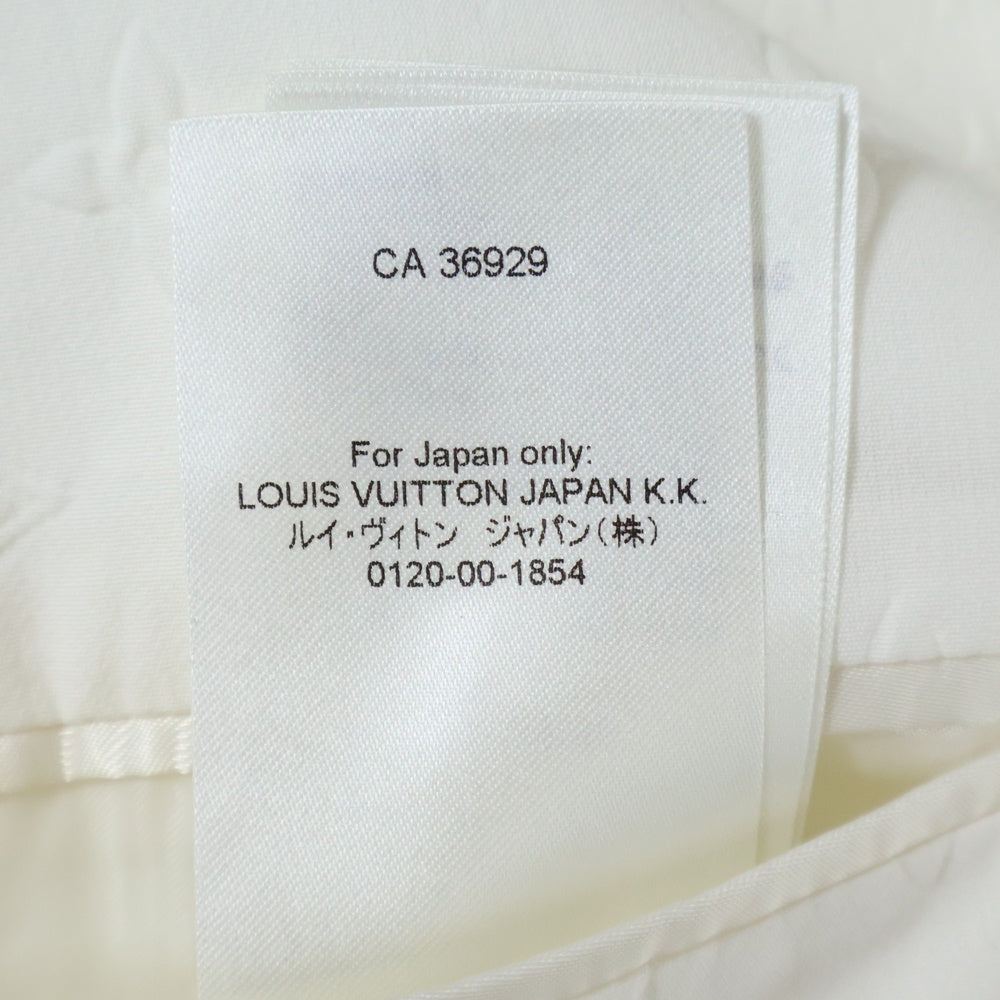 CA 36929
For Japan only:
LOUIS VUITTON JAPAN K.K.
ルイ・ヴィトン ジャパン(株)
0120-00-1854